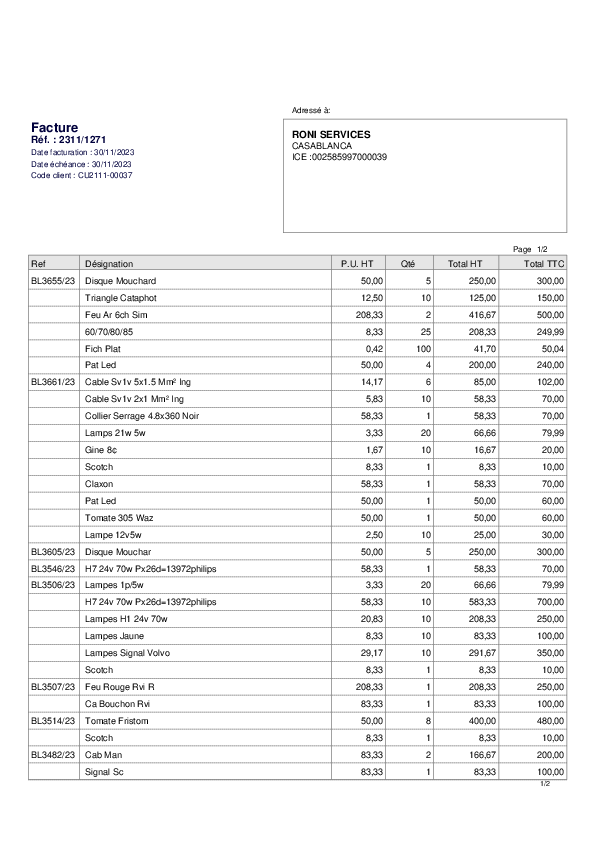 Adressé à:
Facture
Réf. : 2311/1271
Date facturation : 30/11/2023
Date échéance : 30/11/2023
Code client : CU2111-00037
RONI SERVICES
CASABLANCA
ICE :002585997000039
Page 1/2
Ref Désignation P.U. HT Qté Total HT Total TTC
BL3655/23 Disque Mouchard 50,00 5 250,00 300,00
Triangle Cataphot 12,50 10 125,00 150,00
Feu Ar 6ch Sim 208,33 2 416,67 500,00
60/70/80/85 8,33 25 208,33 249,99
Fich Plat 0,42 100 41,70 50,04
Pat Led 50,00 4 200,00 240,00
BL3661/23 Cable Sv1v 5x1.5 Mm² Ing 14,17 6 85,00 102,00
Cable Sv1v 2x1 Mm² Ing 5,83 10 58,33 70,00
Collier Serrage 4.8x360 Noir 58,33 1 58,33 70,00
Lamps 21w 5w 3,33 20 66,66 79,99
Gine 8¢ 1,67 10 16,67 20,00
Scotch 8,33 1 8,33 10,00
Claxon 58,33 1 58,33 70,00
Pat Led 50,00 1 50,00 60,00
Tomate 305 Waz 50,00 1 50,00 60,00
Lampe 12v5w 2,50 10 25,00 30,00
BL3605/23 Disque Mouchar 50,00 5 250,00 300,00
BL3546/23 H7 24v 70w Px26d=13972philips 58,33 1 58,33 70,00
BL3506/23 Lampes 1p/5w 3,33 20 66,66 79,99
H7 24v 70w Px26d=13972philips 58,33 10 583,33 700,00
Lampes H1 24v 70w 20,83 10 208,33 250,00
Lampes Jaune 8,33 10 83,33 100,00
Lampes Signal Volvo 29,17 10 291,67 350,00
Scotch 8,33 1 8,33 10,00
BL3507/23 Feu Rouge Rvi R 208,33 1 208,33 250,00
Ca Bouchon Rvi 83,33 1 83,33 100,00
BL3514/23 Tomate Fristom 50,00 8 400,00 480,00
Scotch 8,33 1 8,33 10,00
BL3482/23 Cab Man 83,33 2 166,67 200,00
Signal Sc 83,33 1 83,33 100,00
1/2